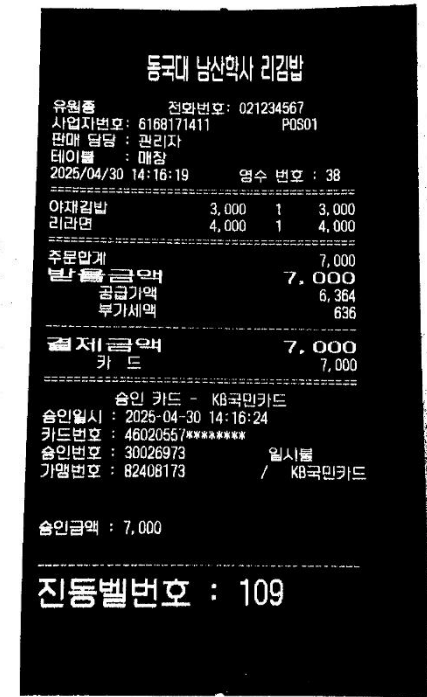 동국대 남산학사 리김밥
유원종 전화번호: 021234567
사업자번호: 6168171411 POS01
판매 담당 : 관리자
테이블 : 매장
2025/04/30 14:16:19 영수 번호 : 38
야채김밥 3,000 1 3,000
리라면 4,000 1 4,000
주문합계 7,000
받을금액 7,000
공급가액 6,364
부가세액 636
결제금액 7,000
카 드 7,000
승인 카드 - KB국민카드
승인일시 : 2025-04-30 14:16:24
카드번호 : 46020557********
승인번호 : 30026973 일시불
가맹번호 : 82408173 / KB국민카드
승인금액 : 7,000
진동벨번호 : 109